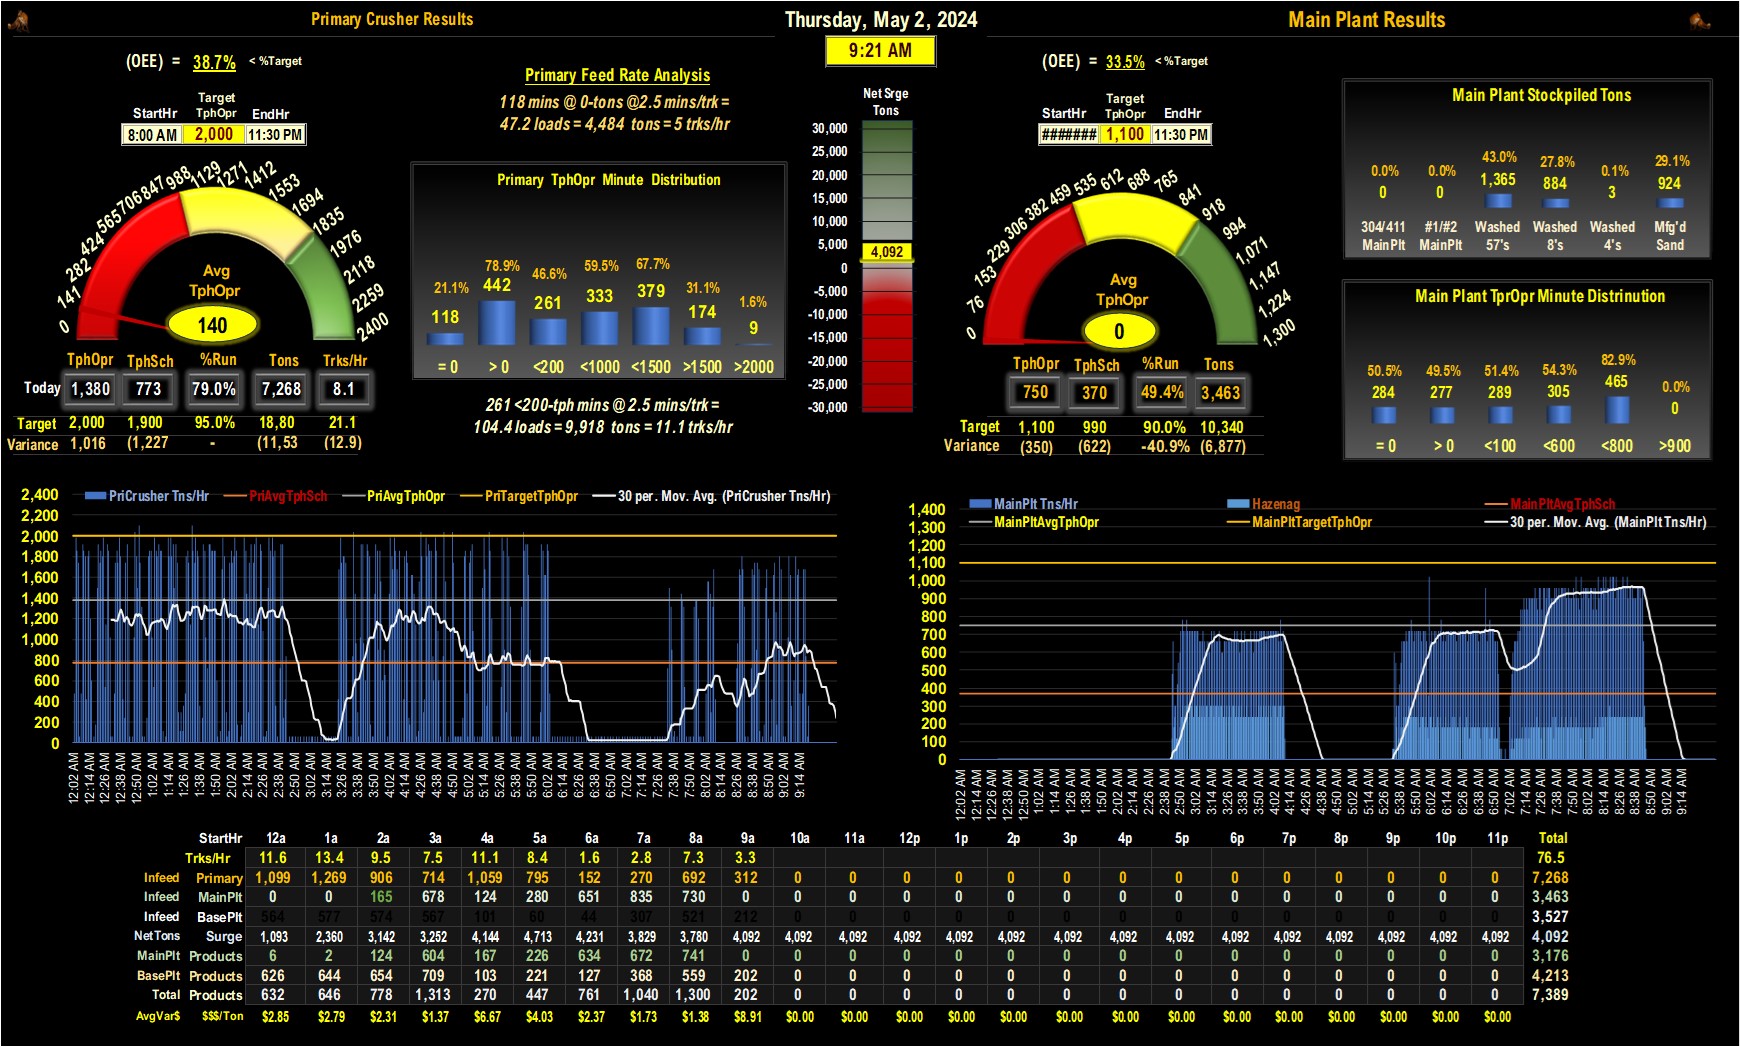 Primary Crusher Results
Thursday, May 2, 2024
Main Plant Results
9:21 AM
(OEE) = 38.7% < %Target
StartHr Target TphOpr EndHr
8:00 AM 2,000 11:30 PM
0 141 282 424 565 706 847 988 1129 1271 1412 1553 1694 1835 1976 2118 2259 2400
Avg
TphOpr
140
TphOpr TphSch %Run Tons Trks/Hr
Today 1,380 773 79.0% 7,268 8.1
Target 2,000 1,900 95.0% 18,80 21.1
Variance 1,016 (1,227 - (11,53 (12.9)
Primary Feed Rate Analysis
118 mins @ 0-tons @2.5 mins/trk =
47.2 loads = 4,484 tons = 5 trks/hr
Primary TphOpr Minute Distribution
21.1% 78.9% 46.6% 59.5% 67.7% 31.1% 1.6%
118 442 261 333 379 174 9
= 0 > 0 <200 <1000 <1500 >1500 >2000
261 <200-tph mins @ 2.5 mins/trk =
104.4 loads = 9,918 tons = 11.1 trks/hr
Net Srge
Tons
30,000
25,000
20,000
15,000
10,000
5,000
4,092
0
-5,000
-10,000
-15,000
-20,000
-25,000
-30,000
(OEE) = 33.5% < %Target
StartHr Target TphOpr EndHr
####### 1,100 11:30 PM
0 76 153 229 306 382 459 535 612 688 765 841 918 994 1,071 1,147 1,224 1,300
Avg
TphOpr
0
TphOpr TphSch %Run Tons
750 370 49.4% 3,463
Target 1,100 990 90.0% 10,340
Variance (350) (622) -40.9% (6,877)
Main Plant Stockpiled Tons
0.0% 0.0% 43.0% 27.8% 0.1% 29.1%
0 0 1,365 884 3 924
304/411 #1/#2 Washed Washed Washed Mfg'd
MainPlt MainPlt 57's 8's 4's Sand
Main Plant TprOpr Minute Distrinution
50.5% 49.5% 51.4% 54.3% 82.9% 0.0%
284 277 289 305 465 0
= 0 > 0 <100 <600 <800 >900
PriCrusher Tns/Hr PriAvgTphSch PriAvgTphOpr PriTargetTphOpr 30 per. Mov. Avg. (PriCrusher Tns/Hr)
2,400
2,200
2,000
1,800
1,600
1,400
1,200
1,000
800
600
400
200
0
12:02 AM 12:14 AM 12:26 AM 12:38 AM 12:50 AM 1:02 AM 1:14 AM 1:26 AM 1:38 AM 1:50 AM 2:02 AM 2:14 AM 2:26 AM 2:38 AM 2:50 AM 3:02 AM 3:14 AM 3:26 AM 3:38 AM 3:50 AM 4:02 AM 4:14 AM 4:26 AM 4:38 AM 4:50 AM 5:02 AM 5:14 AM 5:26 AM 5:38 AM 5:50 AM 6:02 AM 6:14 AM 6:26 AM 6:38 AM 6:50 AM 7:02 AM 7:14 AM 7:26 AM 7:38 AM 7:50 AM 8:02 AM 8:14 AM 8:26 AM 8:38 AM 8:50 AM 9:02 AM 9:14 AM
MainPlt Tns/Hr Hazenag MainPltAvgTphSch
MainPltAvgTphOpr MainPltTargetTphOpr 30 per. Mov. Avg. (MainPlt Tns/Hr)
1,400
1,300
1,200
1,100
1,000
900
800
700
600
500
400
300
200
100
0
12:02 AM 12:14 AM 12:26 AM 12:38 AM 12:50 AM 1:02 AM 1:14 AM 1:26 AM 1:38 AM 1:50 AM 2:02 AM 2:14 AM 2:26 AM 2:38 AM 2:50 AM 3:02 AM 3:14 AM 3:26 AM 3:38 AM 3:50 AM 4:02 AM 4:14 AM 4:26 AM 4:38 AM 4:50 AM 5:02 AM 5:14 AM 5:26 AM 5:38 AM 5:50 AM 6:02 AM 6:14 AM 6:26 AM 6:38 AM 6:50 AM 7:02 AM 7:14 AM 7:26 AM 7:38 AM 7:50 AM 8:02 AM 8:14 AM 8:26 AM 8:38 AM 8:50 AM 9:02 AM 9:14 AM
StartHr 12a 1a 2a 3a 4a 5a 6a 7a 8a 9a 10a 11a 12p 1p 2p 3p 4p 5p 6p 7p 8p 9p 10p 11p Total
Trks/Hr 11.6 13.4 9.5 7.5 11.1 8.4 1.6 2.8 7.3 3.3 76.5
Infeed Primary 1,099 1,269 906 714 1,059 795 152 270 692 312 0 0 0 0 0 0 0 0 0 0 0 0 0 0 7,268
Infeed MainPlt 0 0 165 678 124 280 651 835 730 0 0 0 0 0 0 0 0 0 0 0 0 0 0 0 3,463
Infeed BasePlt 564 577 574 567 101 60 44 307 521 212 0 0 0 0 0 0 0 0 0 0 0 0 0 0 3,527
NetTons Surge 1,093 2,360 3,142 3,252 4,144 4,713 4,231 3,829 3,780 4,092 4,092 4,092 4,092 4,092 4,092 4,092 4,092 4,092 4,092 4,092 4,092 4,092 4,092 4,092 4,092
MainPlt Products 6 2 124 604 167 226 634 672 741 0 0 0 0 0 0 0 0 0 0 0 0 0 0 0 3,176
BasePlt Products 626 644 654 709 103 221 127 368 559 202 0 0 0 0 0 0 0 0 0 0 0 0 0 0 4,213
Total Products 632 646 778 1,313 270 447 761 1,040 1,300 202 0 0 0 0 0 0 0 0 0 0 0 0 0 0 7,389
AvgVar$ $$$/Ton $2.85 $2.79 $2.31 $1.37 $6.67 $4.03 $2.37 $1.73 $1.38 $8.91 $0.00 $0.00 $0.00 $0.00 $0.00 $0.00 $0.00 $0.00 $0.00 $0.00 $0.00 $0.00 $0.00 $0.00